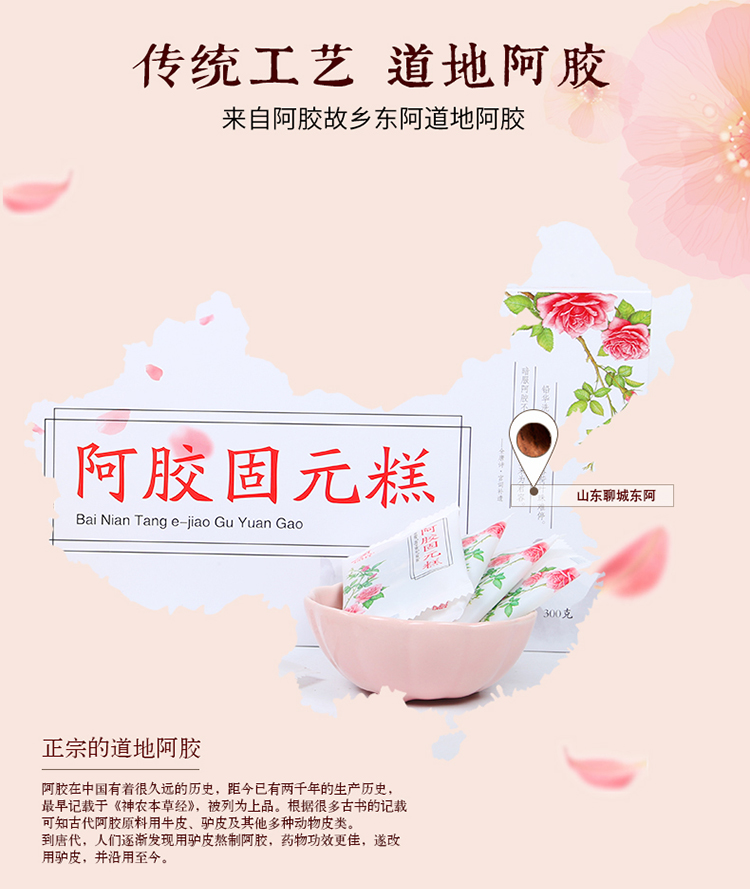 传统工艺 道地阿胶
来自阿胶故乡东阿道地阿胶
阿胶固元糕
Bai Nian Tang e-jiao Gu Yuan Gao
山东聊城东阿
阿胶固元糕
300克
正宗的道地阿胶
阿胶在中国有着很久远的历史，距今已有两千年的生产历史，
最早记载于《神农本草经》，被列为上品。根据很多古书的记载
可知古代阿胶原料用牛皮、驴皮及其他多种动物皮类。
到唐代，人们逐渐发现用驴皮熬制阿胶，药物功效更佳，遂改
用驴皮，并沿用至今。